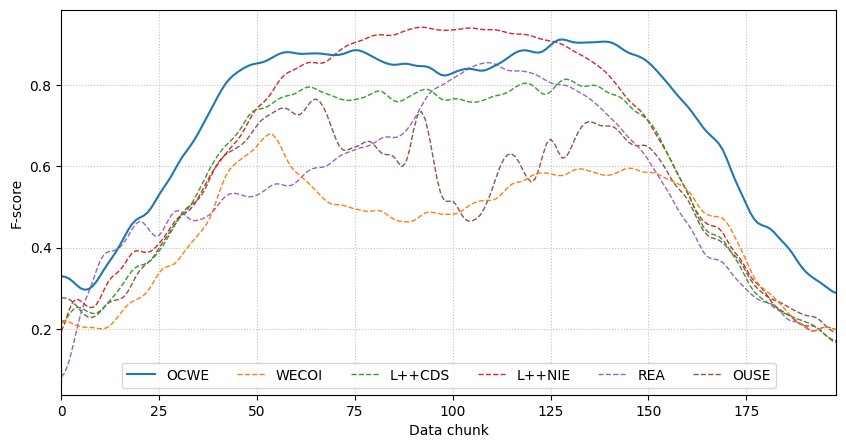 0.8
0.6
0.4
0.2
F-score
OCWE WECOI L++CDS L++NIE REA OUSE
0 25 50 75 100 125 150 175
Data chunk